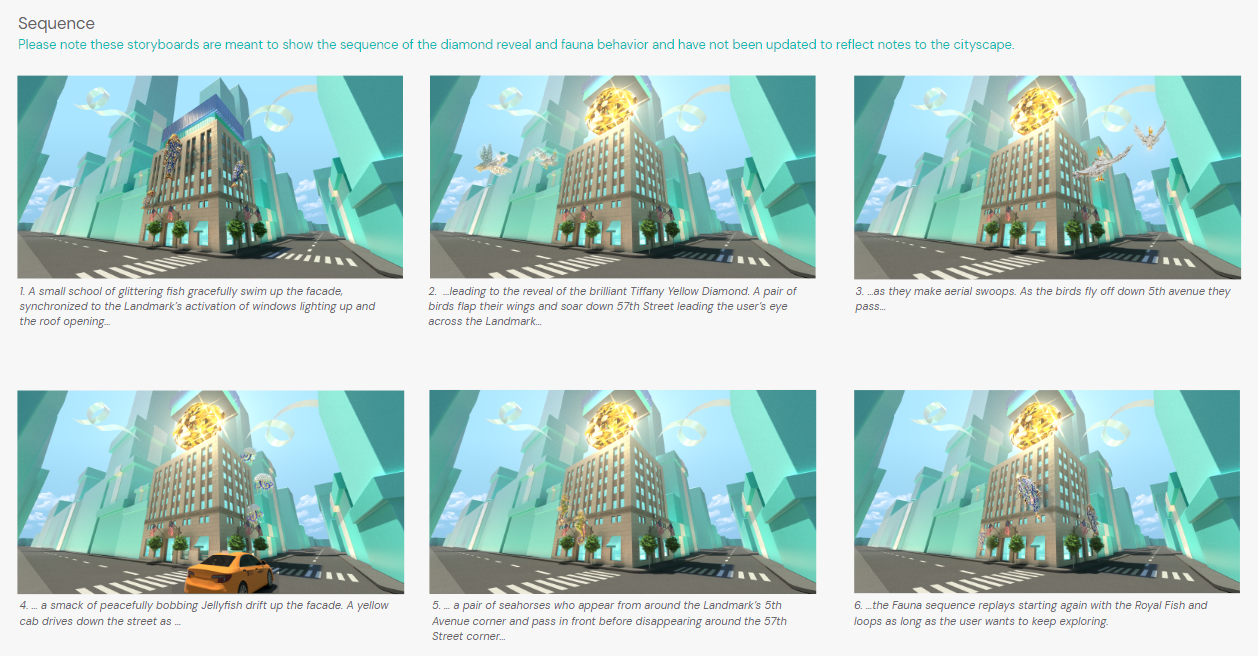 Sequence
Please note these storyboards are meant to show the sequence of the diamond reveal and fauna behavior and have not been updated to reflect notes to the cityscape.
1. A small school of glittering fish gracefully swim up the facade,
synchronized to the Landmark's activation of windows lighting up and
the roof opening...
2. ...leading to the reveal of the brilliant Tiffany Yellow Diamond. A pair of
birds flap their wings and soar down 57th Street leading the user's eye
across the Landmark...
3. ...as they make aerial swoops. As the birds fly off down 5th avenue they
pass...
4. ... a smack of peacefully bobbing Jellyfish drift up the facade. A yellow
cab drives down the street as ...
5. ... a pair of seahorses who appear from around the Landmark's 5th
Avenue corner and pass in front before disappearing around the 57th
Street corner...
6. ...the Fauna sequence replays starting again with the Royal Fish and
loops as long as the user wants to keep exploring.